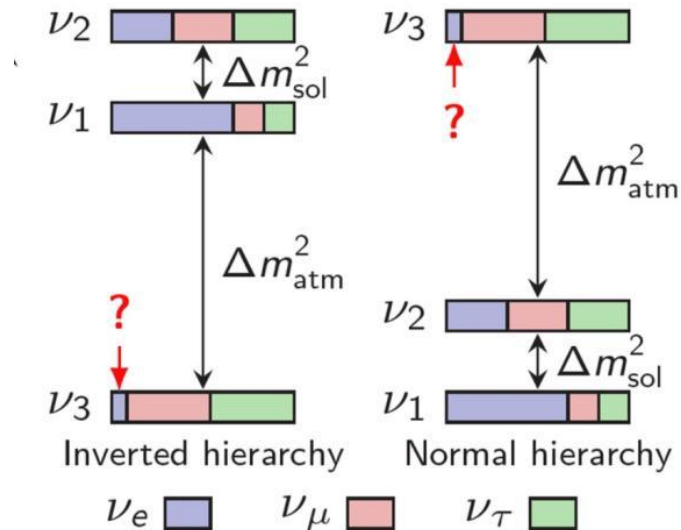 ν₂
Δm²sol
ν₁
Δm²atm
?
ν₃
Inverted hierarchy
ν₃
?
Δm²atm
ν₂
Δm²sol
ν₁
Normal hierarchy
νe νμ ντ